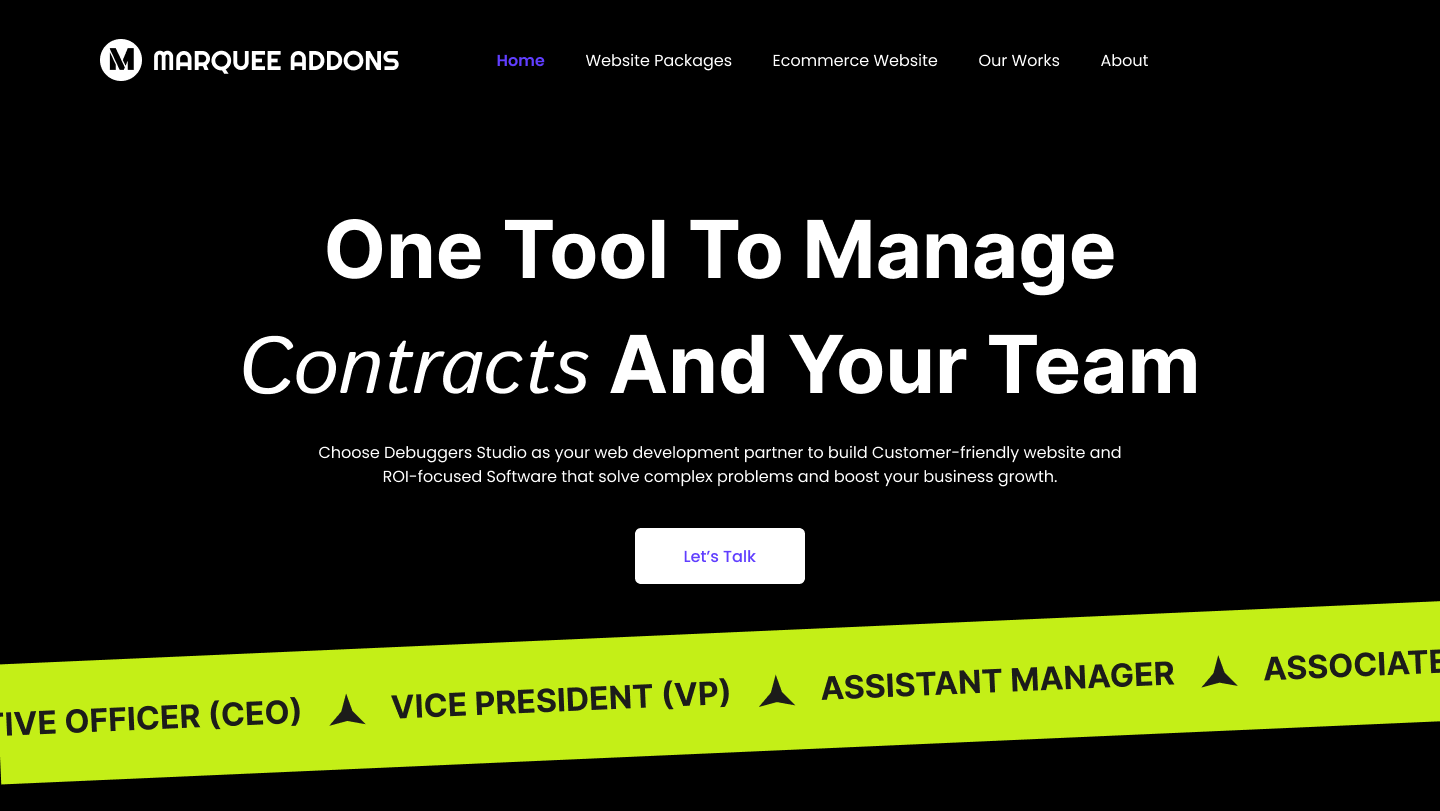 MARQUEE ADDONS
Home Website Packages Ecommerce Website Our Works About
One Tool To Manage
Contracts And Your Team
Choose Debuggers Studio as your web development partner to build Customer-friendly website and
ROI-focused Software that solve complex problems and boost your business growth.
Let’s Talk
OFFICER (CEO) VICE PRESIDENT (VP) ASSISTANT MANAGER ASSOCIATE